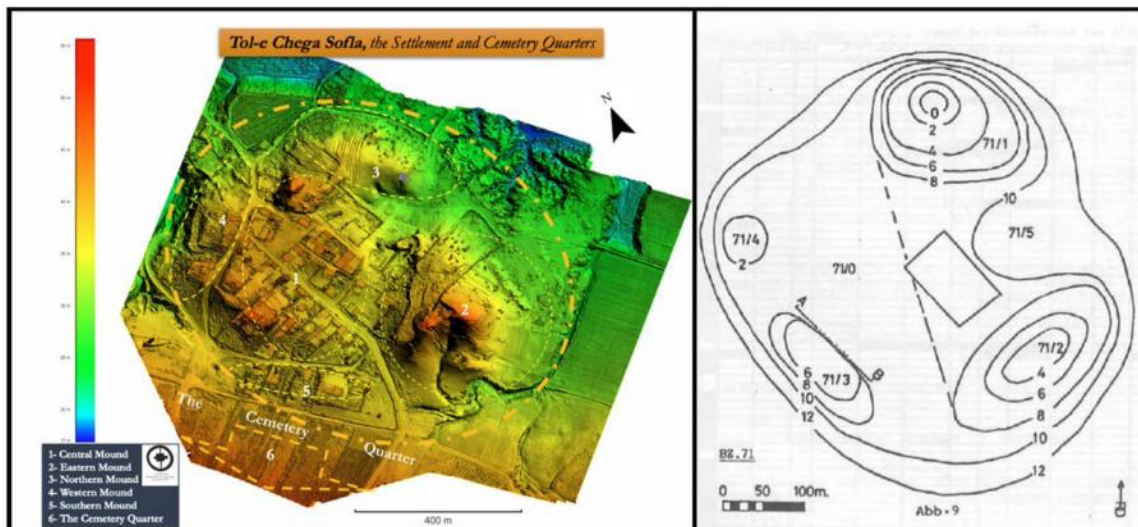 Tol-e Chega Sofla, the Settlement and Cemetery Quarters
N
3
4
1
2
5
The Cemetery Quarter
6
1- Central Mound
2- Eastern Mound
3- Northern Mound
4- Western Mound
5- Southern Mound
6- The Cemetery Quarter
400 m
0
2
4
71/1
6
8
10
71/4
2
71/5
71/0
A
B
71/2
4
6
8
10
12
6
8
71/3
10
12
BZ.71
0 50 100m.
Abb·9